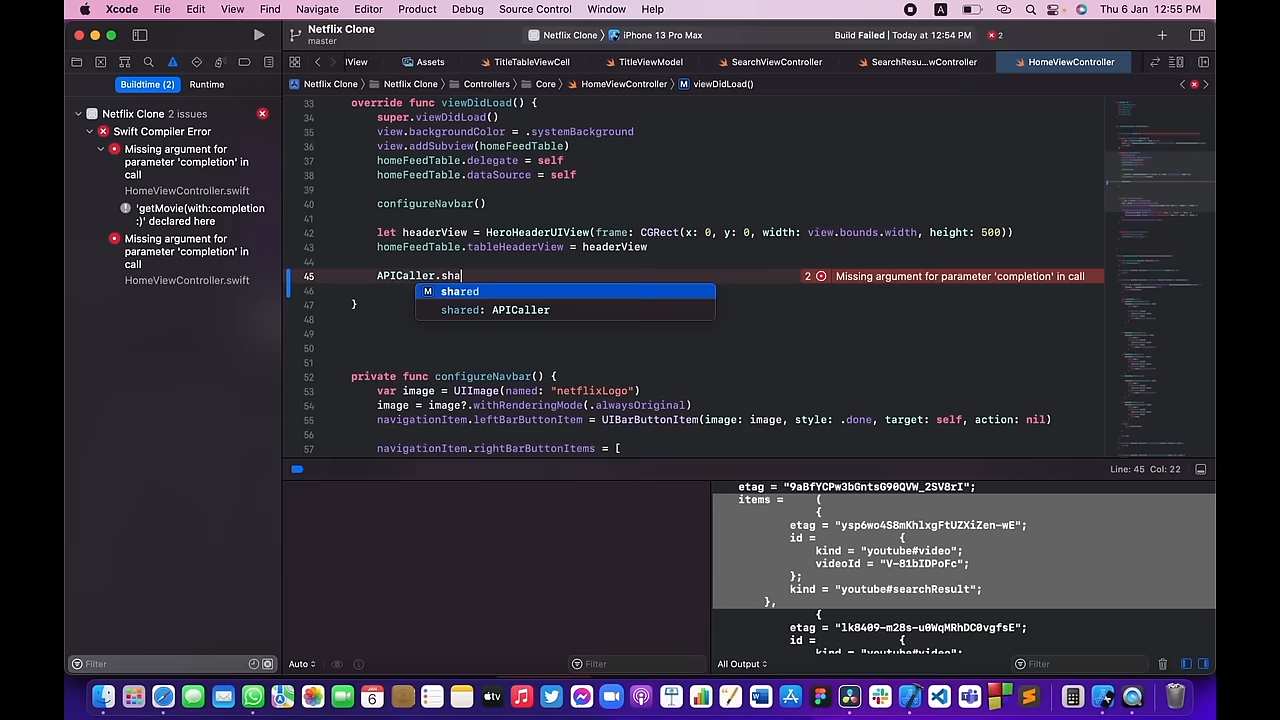 Xcode File Edit View Find Navigate Editor Product Debug Source Control Window Help A Thu 6 Jan 12:55 PM
Netflix Clone
master
Netflix Clone iPhone 13 Pro Max Build Failed | Today at 12:54 PM 2
lView Assets TitleTableViewCell TitleViewModel SearchViewController SearchResu...wController HomeViewController
Buildtime (2) Runtime
Netflix Clone Netflix Clone Controllers Core HomeViewController M viewDidLoad()
Netflix Clone 2 issues
Swift Compiler Error
Missing argument for parameter 'completion' in call
HomeViewController.swift
'getMovie(with:completion:)' declared here
Missing argument for parameter 'completion' in call
HomeViewController.swift
33 override func viewDidLoad() {
34 super.viewDidLoad()
35 .systemBackground
36 (homeFeedTable)
37 homeFeedTable.delegate = self
38 homeFeedTable.dataSource = self
39
40 configureNavbar()
41
42 let headerView = HeroHeaderUIView(frame: CGRect(x: 0, y: 0, width: view.bounds.width, height: 500))
43 homeFeedTable.tableHeaderView = headerView
44
45 APICaller.sha 2 Missing argument for parameter 'completion' in call
46 M shared
47 }
shared: APICaller
48
49
50
51
52 private func configureNavbar() {
53 var image = UIImage(named: "netflixLogo")
54 image = image?.withRenderingMode(.alwaysOriginal)
55 navigationItem.leftBarButtonItem = UIBarButtonItem(image: image, style: .done, target: self, action: nil)
56
57 navigationItem.rightBarButtonItems = [
Line: 45 Col: 22
etag = "9aBfYCPw3bGntsG90QVW_2SV8rI";
items = (
{
etag = "ysp6wo4S8mKhlxgFtUZXiZen-wE";
id = {
kind = "youtube#video";
videoId = "V-81bIDPoFc";
};
kind = "youtube#searchResult";
},
{
etag = "lk8409-m28s-u0WqMRhDC0vgfsE";
id = {
kind = "youtube#video";
Filter Auto Filter All Output Filter